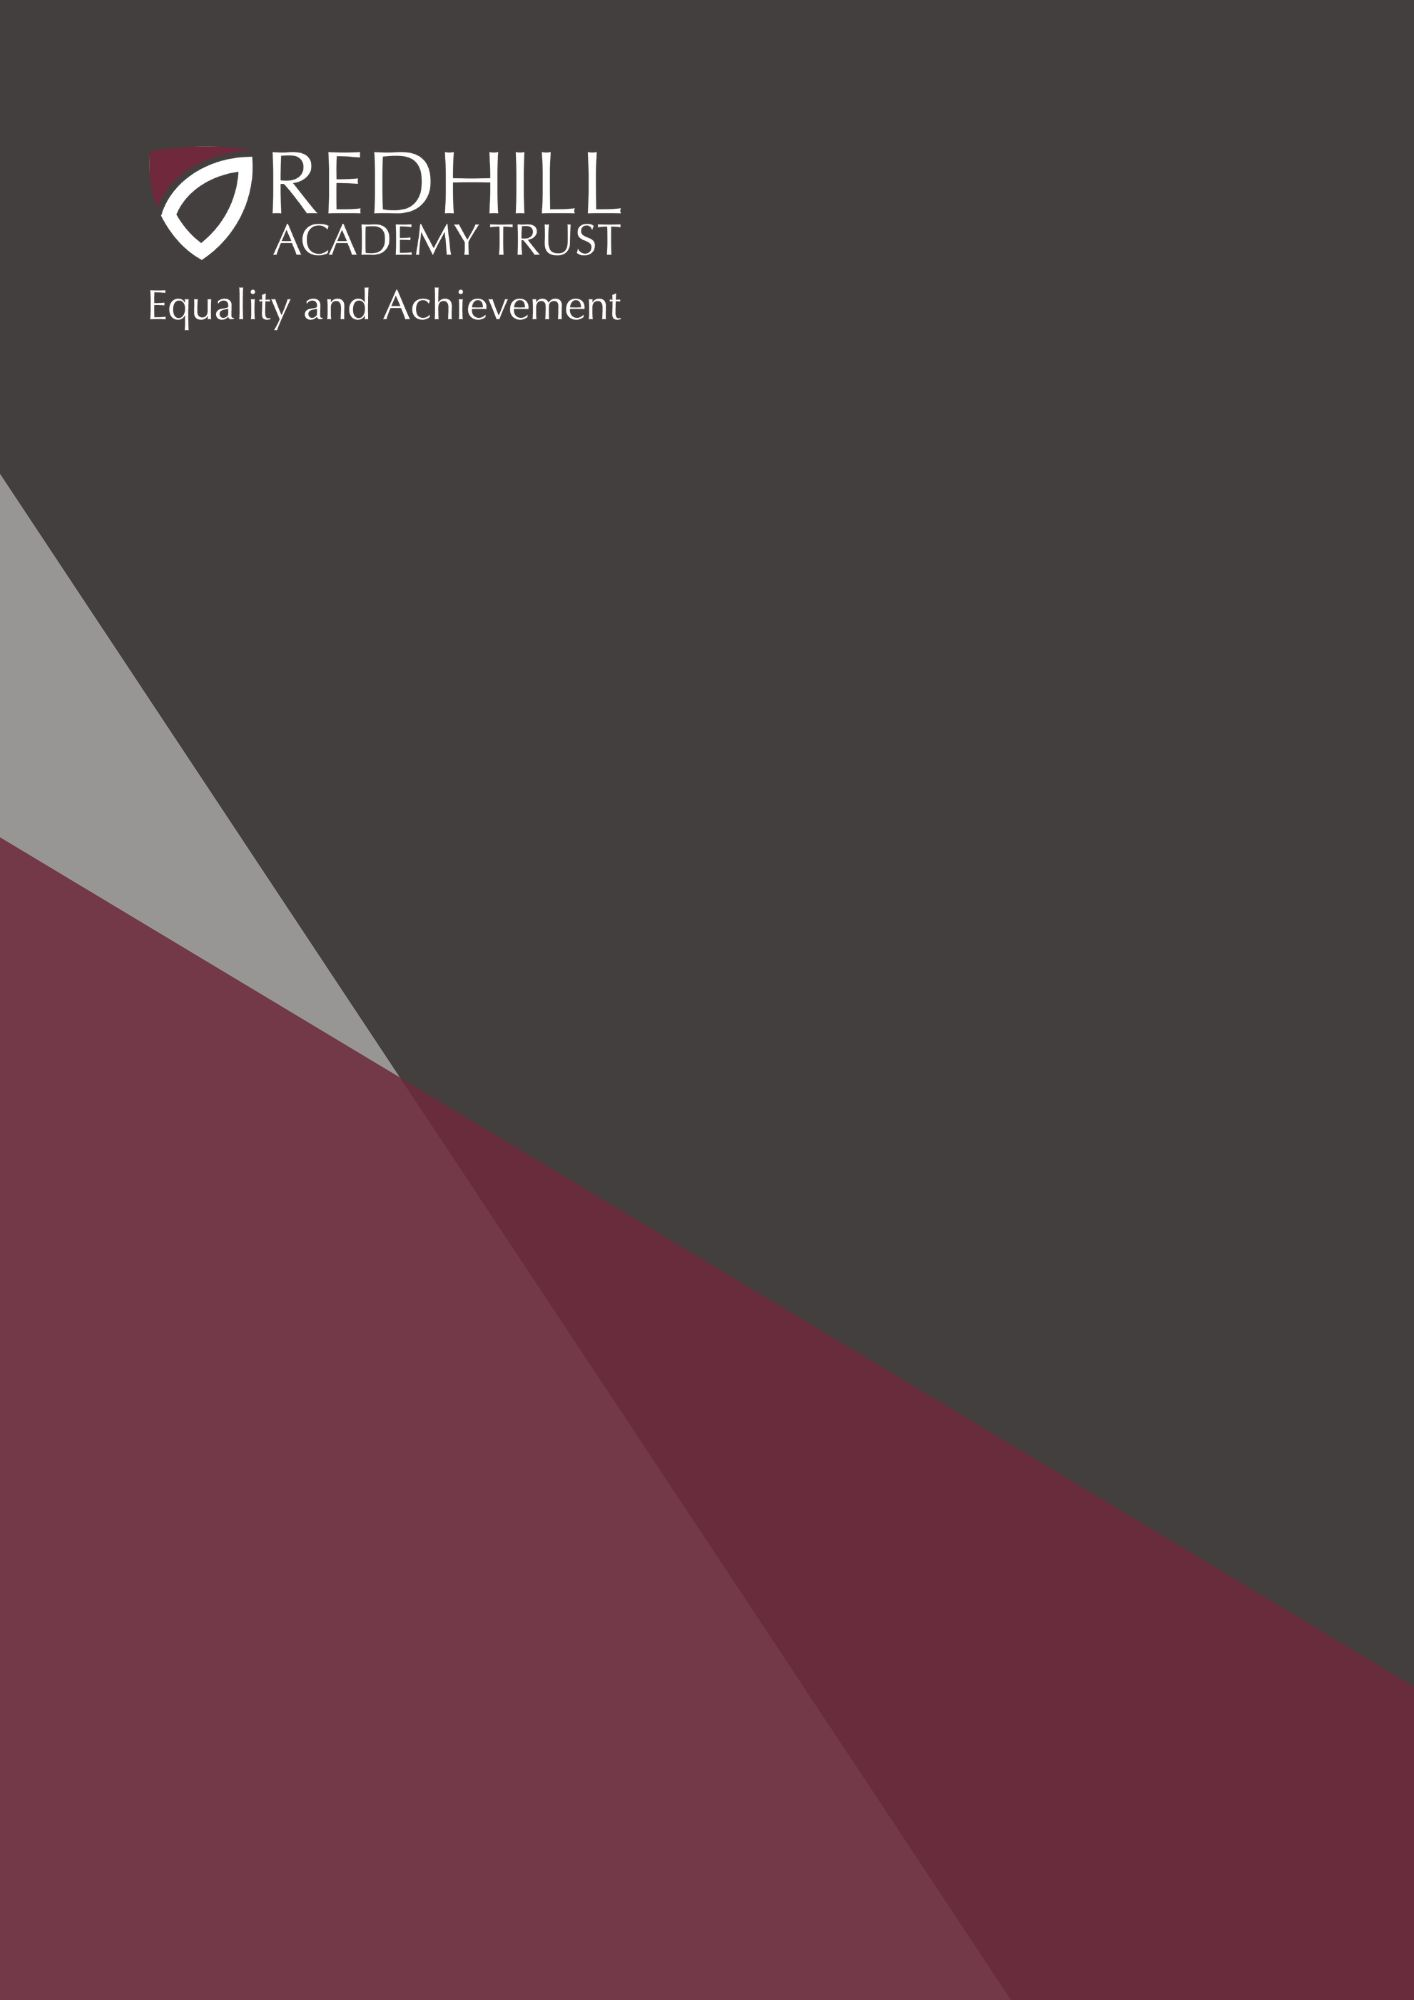 REDHILL
ACADEMY TRUST
Equality and Achievement